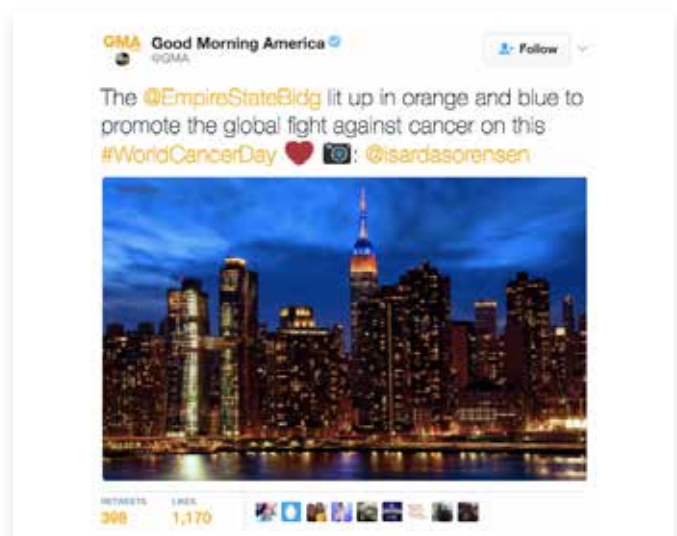 GMA Good Morning America
@GMA
Follow
The @EmpireStateBldg lit up in orange and blue to
promote the global fight against cancer on this
#WorldCancerDay ❤️ 📷: @isardasorensen
RETWEETS
LIKES
398
1,170